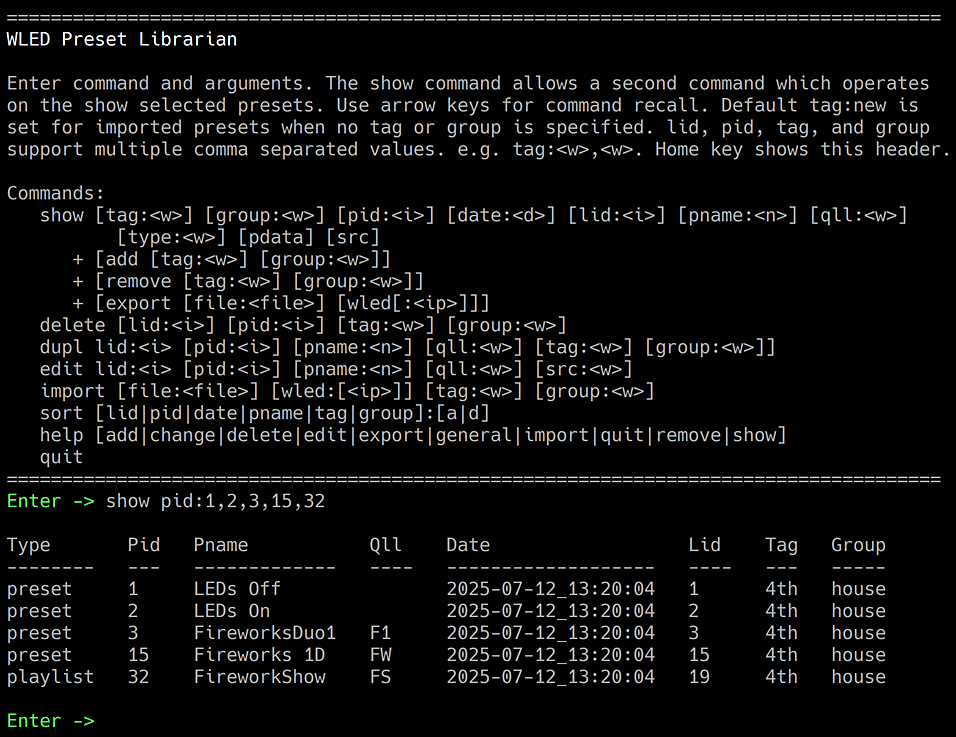 =====================================================================================
WLED Preset Librarian
Enter command and arguments. The show command allows a second command which operates
on the show selected presets. Use arrow keys for command recall. Default tag:new is
set for imported presets when no tag or group is specified. lid, pid, tag, and group
support multiple comma separated values. e.g. tag:<w>,<w>. Home key shows this header.
Commands:
   show [tag:<w>] [group:<w>] [pid:<i>] [date:<d>] [lid:<i>] [pname:<n>] [qll:<w>]
          [type:<w>] [pdata] [src]
      + [add [tag:<w>] [group:<w>]]
      + [remove [tag:<w>] [group:<w>]]
      + [export [file:<file>] [wled[:<ip>]]]
   delete [lid:<i>] [pid:<i>] [tag:<w>] [group:<w>]
   dupl lid:<i> [pid:<i>] [pname:<n>] [qll:<w>] [tag:<w>] [group:<w>]]
   edit lid:<i> [pid:<i>] [pname:<n>] [qll:<w>] [src:<w>]
   import [file:<file>] [wled:[<ip>]] [tag:<w>] [group:<w>]
   sort [lid|pid|date|pname|tag|group]:[a|d]
   help [add|change|delete|edit|export|general|import|quit|remove|show]
   quit
=====================================================================================
Enter -> show pid:1,2,3,15,32
Type       Pid   Pname           Qll    Date                  Lid    Tag   Group
--------   ---   -------------   ----   -------------------   ----   ---   -----
preset     1     LEDs Off               2025-07-12_13:20:04   1      4th   house
preset     2     LEDs On                2025-07-12_13:20:04   2      4th   house
preset     3     FireworksDuo1   F1     2025-07-12_13:20:04   3      4th   house
preset     15    Fireworks 1D    FW     2025-07-12_13:20:04   15     4th   house
playlist   32    FireworkShow    FS     2025-07-12_13:20:04   19     4th   house
Enter ->